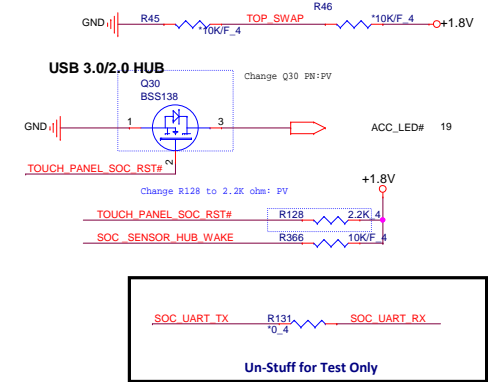 R46
GND R45 TOP_SWAP *10K/F_4 +1.8V
*10K/F_4
USB 3.0/2.0 HUB
Change Q30 PN:PV
Q30
BSS138
GND 1 3 ACC_LED# 19
2
TOUCH_PANEL_SOC_RST#
+1.8V
Change R128 to 2.2K ohm: PV
TOUCH_PANEL_SOC_RST# R128 2.2K_4
SOC_SENSOR_HUB_WAKE R366 10K/F_4
SOC_UART_TX R131 SOC_UART_RX
*0_4
Un-Stuff for Test Only